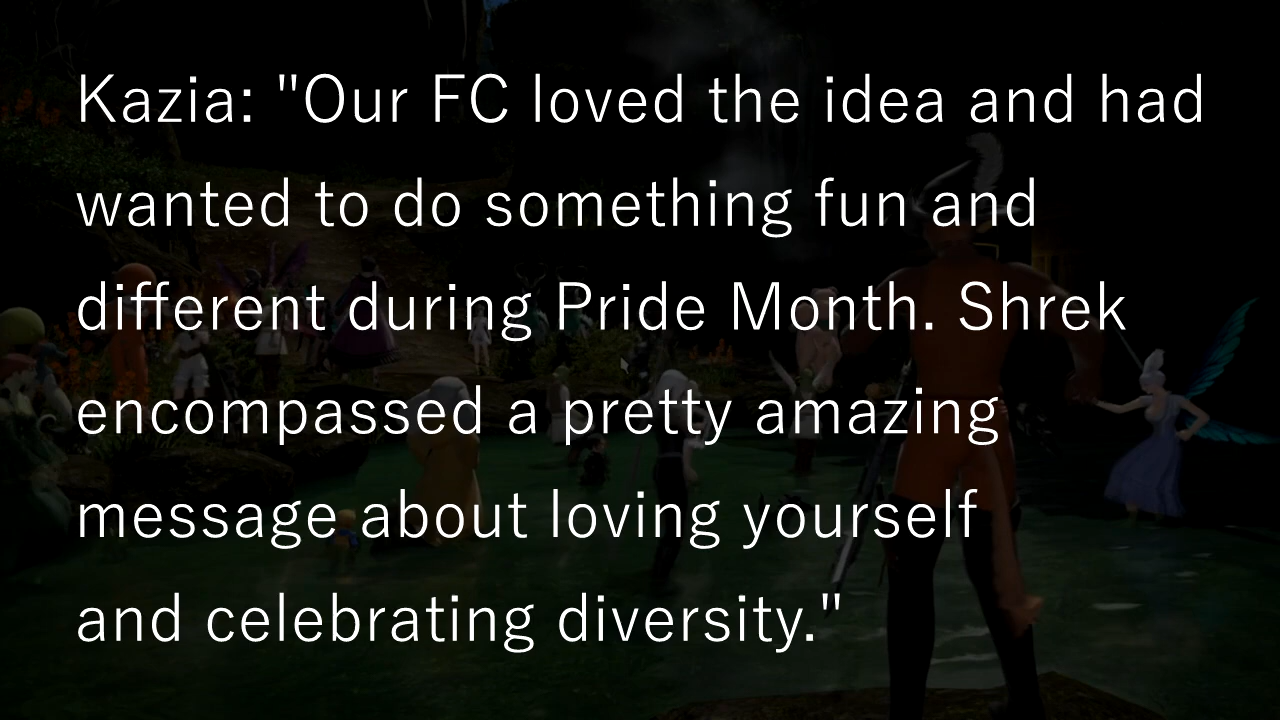 Kazia: "Our FC loved the idea and had
wanted to do something fun and
different during Pride Month. Shrek
encompassed a pretty amazing
message about loving yourself
and celebrating diversity."